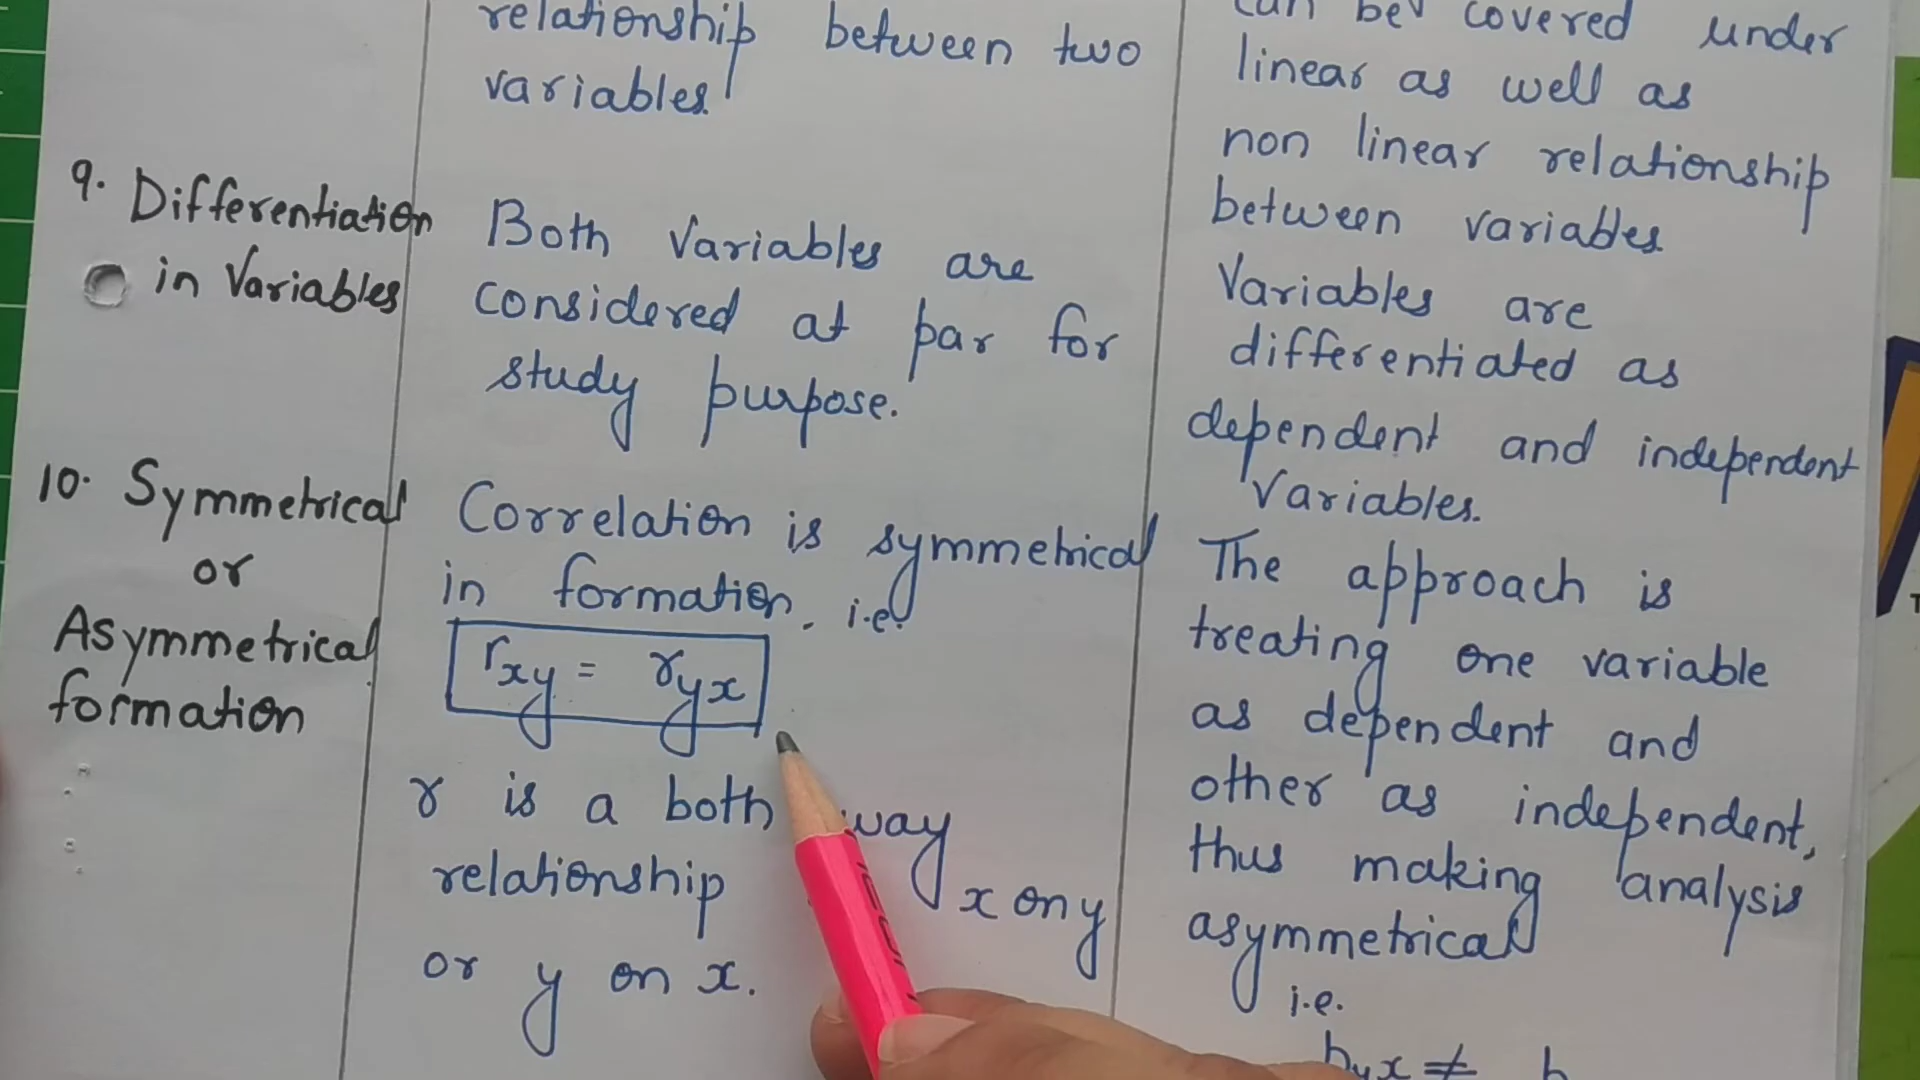 relationship between two
variables.
9. Differentiation
in Variables
Both variables are
considered at par for
study purpose.
10. Symmetrical
or
Asymmetrical
formation
Correlation is symmetrical
in formation, i.e.
rxy = ryx
r is a both way
relationship x on y
or y on x.
can be covered under
linear as well as
non linear relationship
between variables.
Variables are
differentiated as
dependent and independent
Variables.
The approach is
treating one variable
as dependent and
other as independent,
thus making analysis
asymmetrical
i.e.
byx ≠ b